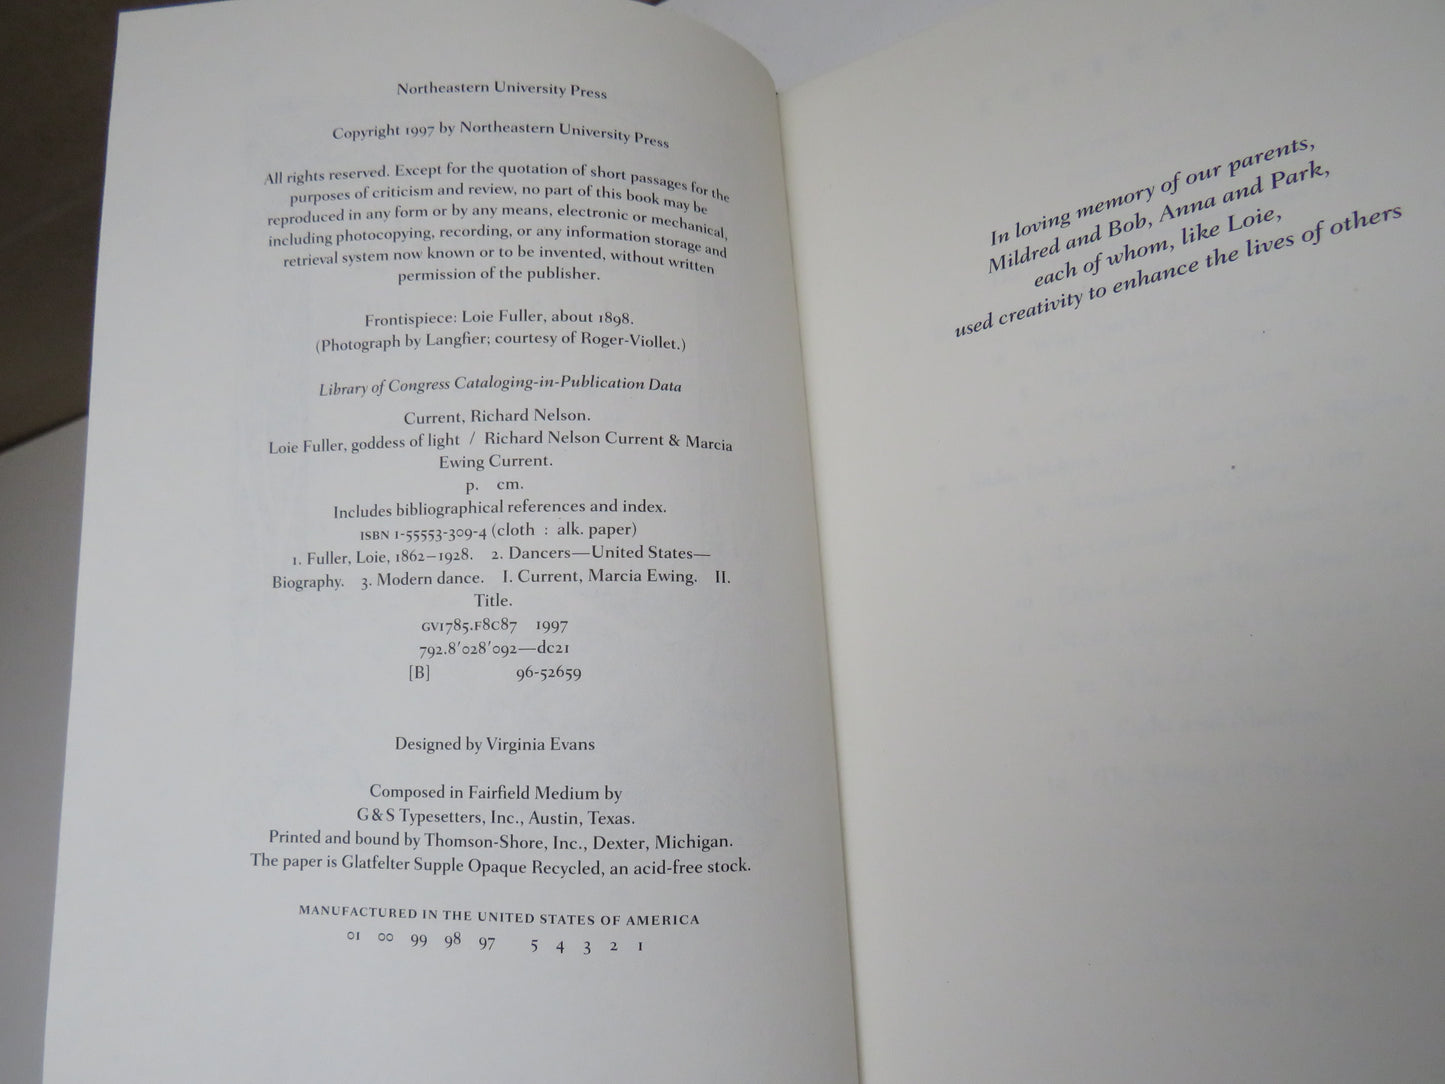 Northeastern University Press
Copyright 1997 by Northeastern University Press
All rights reserved. Except for the quotation of short passages for the
purposes of criticism and review, no part of this book may be
reproduced in any form or by any means, electronic or mechanical,
including photocopying, recording, or any information storage and
retrieval system now known or to be invented, without written
permission of the publisher.
Frontispiece: Loie Fuller, about 1898.
(Photograph by Langfier; courtesy of Roger-Viollet.)
Library of Congress Cataloging-in-Publication Data
Current, Richard Nelson.
Loie Fuller, goddess of light / Richard Nelson Current & Marcia
Ewing Current.
p. cm.
Includes bibliographical references and index.
ISBN 1-55553-309-4 (cloth : alk. paper)
1. Fuller, Loie, 1862–1928. 2. Dancers—United States—
Biography. 3. Modern dance. I. Current, Marcia Ewing. II.
Title.
GV1785.F8C87 1997
792.8′028′092—dc21
[B] 96-52659
Designed by Virginia Evans
Composed in Fairfield Medium by
G & S Typesetters, Inc., Austin, Texas.
Printed and bound by Thomson-Shore, Inc., Dexter, Michigan.
The paper is Glatfelter Supple Opaque Recycled, an acid-free stock.
MANUFACTURED IN THE UNITED STATES OF AMERICA
01 00 99 98 97 5 4 3 2 1
In loving memory of our parents,
Mildred and Bob, Anna and Park,
each of whom, like Loie,
used creativity to enhance the lives of others